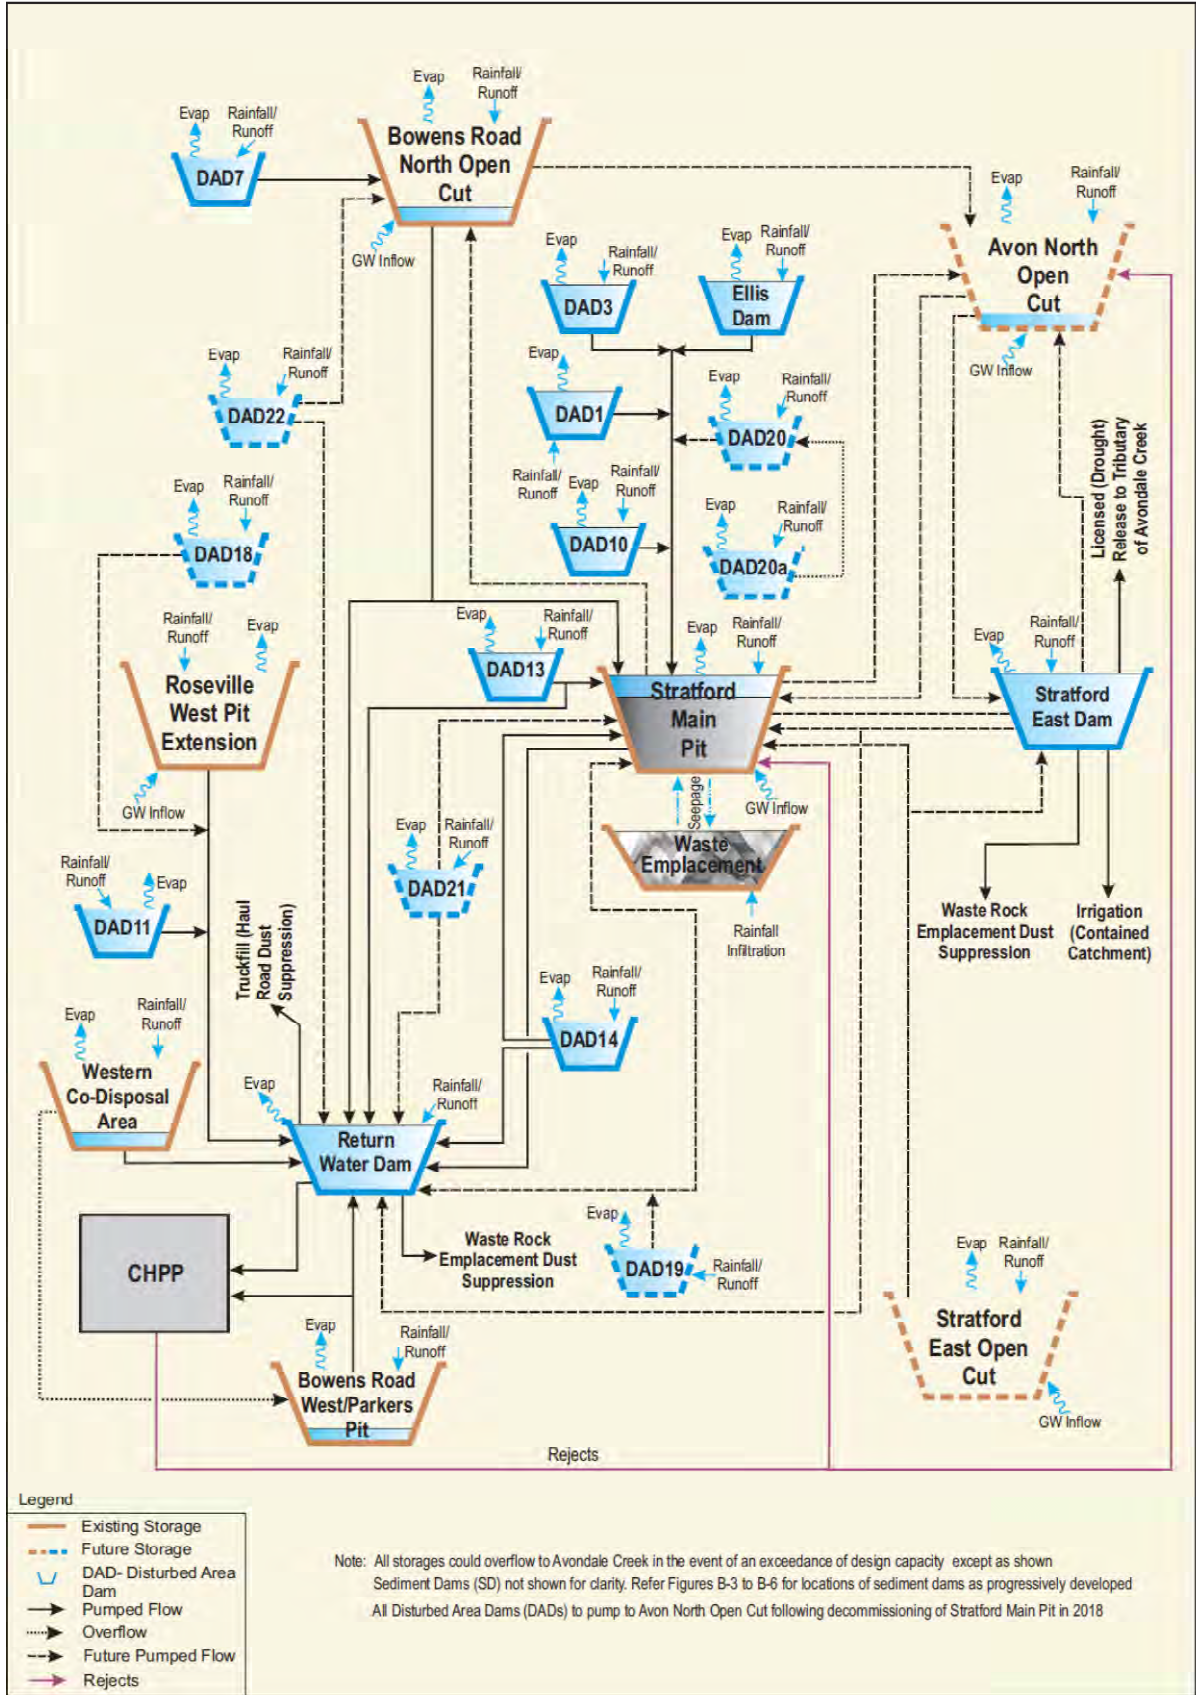 Evap
Rainfall/
Runoff
Bowens Road
North Open
Cut
GW Inflow
Evap
Rainfall/
Runoff
DAD7
Evap
Rainfall/
Runoff
Avon North
Open
Cut
GW Inflow
Evap
Rainfall/
Runoff
DAD3
Evap
Rainfall/
Runoff
Ellis
Dam
Evap
Rainfall/
Runoff
DAD22
Evap
DAD1
Rainfall/
Runoff
Evap
Rainfall/
Runoff
DAD20
Evap
Rainfall/
Runoff
DAD10
Evap
Rainfall/
Runoff
DAD20a
Licensed (Drought)
Release to Tributary
of Avondale Creek
Evap
Rainfall/
Runoff
DAD18
Rainfall/
Runoff
Evap
Roseville
West Pit
Extension
GW Inflow
Evap
Rainfall/
Runoff
DAD13
Evap
Rainfall/
Runoff
Stratford
Main
Pit
GW Inflow
Seepage
Waste
Emplacement
Rainfall
Infiltration
Evap
Rainfall/
Runoff
Stratford
East Dam
Waste Rock
Emplacement Dust
Suppression
Irrigation
(Contained
Catchment)
Evap
Rainfall/
Runoff
DAD21
Rainfall/
Runoff
Evap
DAD11
Truckfill (Haul
Road Dust
Suppression)
Evap
Rainfall/
Runoff
DAD14
Evap
Rainfall/
Runoff
Western
Co-Disposal
Area
Evap
Rainfall/
Runoff
Return
Water Dam
CHPP
Waste Rock
Emplacement Dust
Suppression
Evap
DAD19
Rainfall/
Runoff
Evap
Rainfall/
Runoff
Stratford
East Open
Cut
GW Inflow
Evap
Rainfall/
Runoff
Bowens Road
West/Parkers
Pit
Rejects
Legend
Existing Storage
Future Storage
DAD- Disturbed Area
Dam
Pumped Flow
Overflow
Future Pumped Flow
Rejects
Note: All storages could overflow to Avondale Creek in the event of an exceedance of design capacity except as shown
Sediment Dams (SD) not shown for clarity. Refer Figures B-3 to B-6 for locations of sediment dams as progressively developed
All Disturbed Area Dams (DADs) to pump to Avon North Open Cut following decommissioning of Stratford Main Pit in 2018